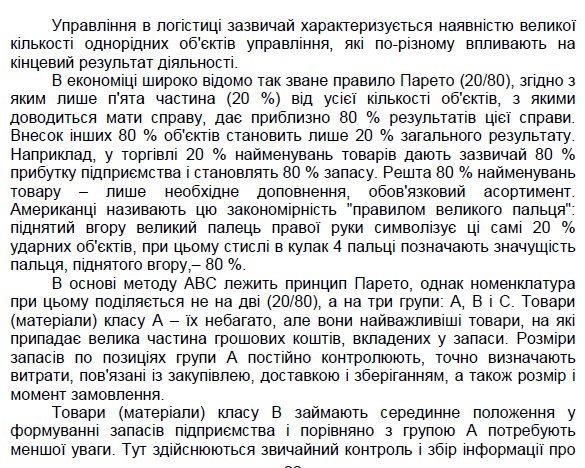 Управління в логістиці зазвичай характеризується наявністю великої
кількості однорідних об'єктів управління, які по-різному впливають на
кінцевий результат діяльності.
В економіці широко відомо так зване правило Парето (20/80), згідно з
яким лише п'ята частина (20 %) від усієї кількості об'єктів, з якими
доводиться мати справу, дає приблизно 80 % результатів цієї справи.
Внесок інших 80 % об'єктів становить лише 20 % загального результату.
Наприклад, у торгівлі 20 % найменувань товарів дають зазвичай 80 %
прибутку підприємства і становлять 80 % запасу. Решта 80 % найменувань
товару – лише необхідне доповнення, обов'язковий асортимент.
Американці називають цю закономірність "правилом великого пальця":
піднятий вгору великий палець правої руки символізує ці самі 20 %
ударних об'єктів, при цьому стислі в кулак 4 пальці позначають значущість
пальця, піднятого вгору,– 80 %.
В основі методу АВС лежить принцип Парето, однак номенклатура
при цьому поділяється не на дві (20/80), а на три групи: А, В і С. Товари
(матеріали) класу А – їх небагато, але вони найважливіші товари, на які
припадає велика частина грошових коштів, вкладених у запаси. Розміри
запасів по позиціях групи А постійно контролюють, точно визначають
витрати, пов'язані із закупівлею, доставкою і зберіганням, а також розмір і
момент замовлення.
Товари (матеріали) класу В займають серединне положення у
формуванні запасів підприємства і порівняно з групою А потребують
меншої уваги. Тут здійснюються звичайний контроль і збір інформації про